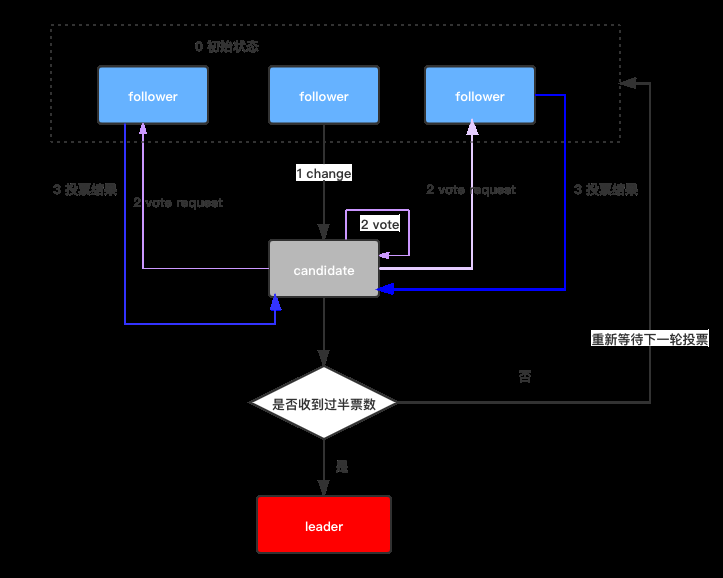 0 初始状态
follower
follower
follower
1 change
3 投票结果
2 vote request
2 vote request
3 投票结果
2 vote
candidate
重新等待下一轮投票
否
是否收到过半票数
是
leader